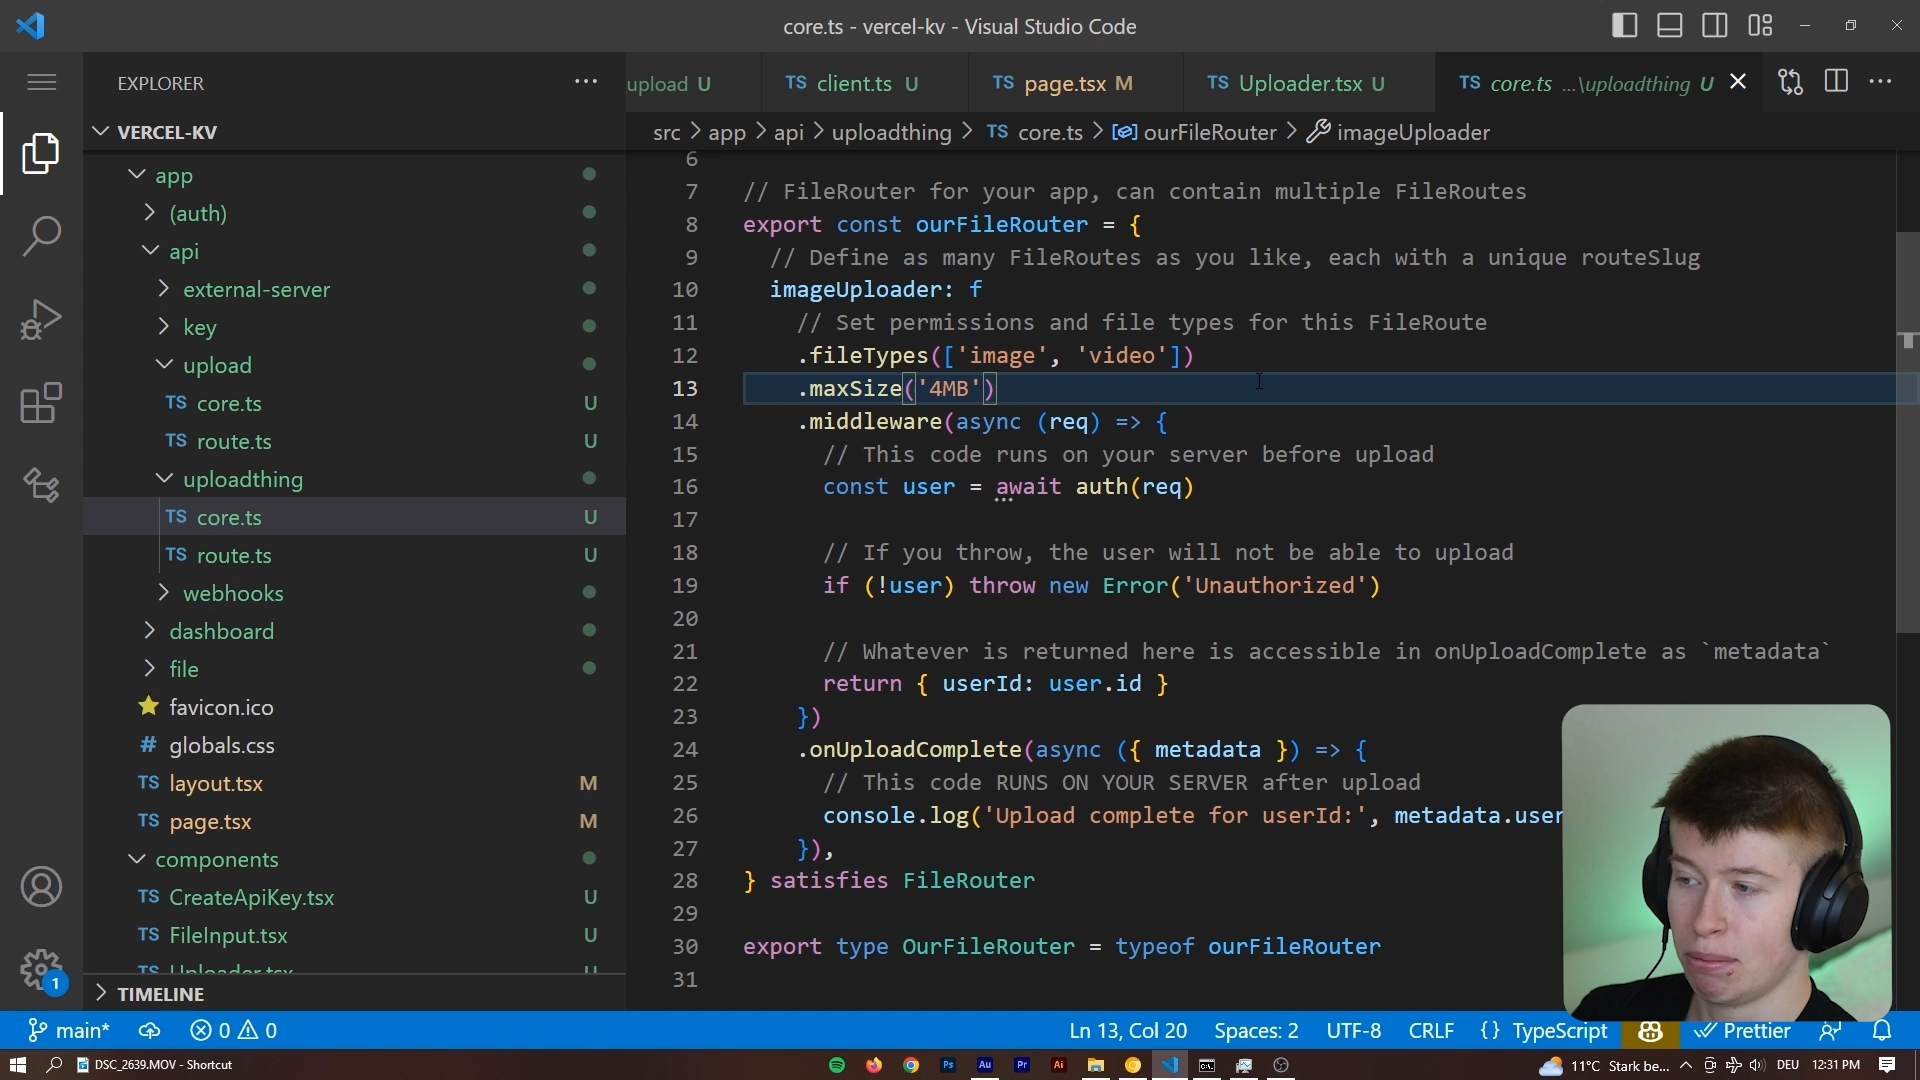 core.ts - vercel-kv - Visual Studio Code
EXPLORER
upload U
TS client.ts U
TS page.tsx M
TS Uploader.tsx U
TS core.ts ...\uploadthing U
VERCEL-KV
src > app > api > uploadthing > TS core.ts > ourFileRouter > imageUploader
app
(auth)
api
external-server
key
upload
TS core.ts U
TS route.ts U
uploadthing
TS core.ts U
TS route.ts U
webhooks
dashboard
file
favicon.ico
# globals.css
TS layout.tsx M
TS page.tsx M
components
TS CreateApiKey.tsx U
TS FileInput.tsx U
TS Uploader.tsx U
TIMELINE
6
7 // FileRouter for your app, can contain multiple FileRoutes
8 export const ourFileRouter = {
9 // Define as many FileRoutes as you like, each with a unique routeSlug
10 imageUploader: f
11 // Set permissions and file types for this FileRoute
12 .fileTypes(['image', 'video'])
13 .maxSize('4MB')
14 .middleware(async (req) => {
15 // This code runs on your server before upload
16 const user = await auth(req)
17
18 // If you throw, the user will not be able to upload
19 if (!user) throw new Error('Unauthorized')
20
21 // Whatever is returned here is accessible in onUploadComplete as `metadata`
22 return { userId: user.id }
23 })
24 .onUploadComplete(async ({ metadata }) => {
25 // This code RUNS ON YOUR SERVER after upload
26 console.log('Upload complete for userId:', metadata.user
27 }),
28 } satisfies FileRouter
29
30 export type OurFileRouter = typeof ourFileRouter
31
1
main* 0 0
Ln 13, Col 20 Spaces: 2 UTF-8 CRLF {} TypeScript Prettier
DSC_2639.MOV - Shortcut
Ps Au Pr Ai
11°C Stark be... DEU 12:31 PM